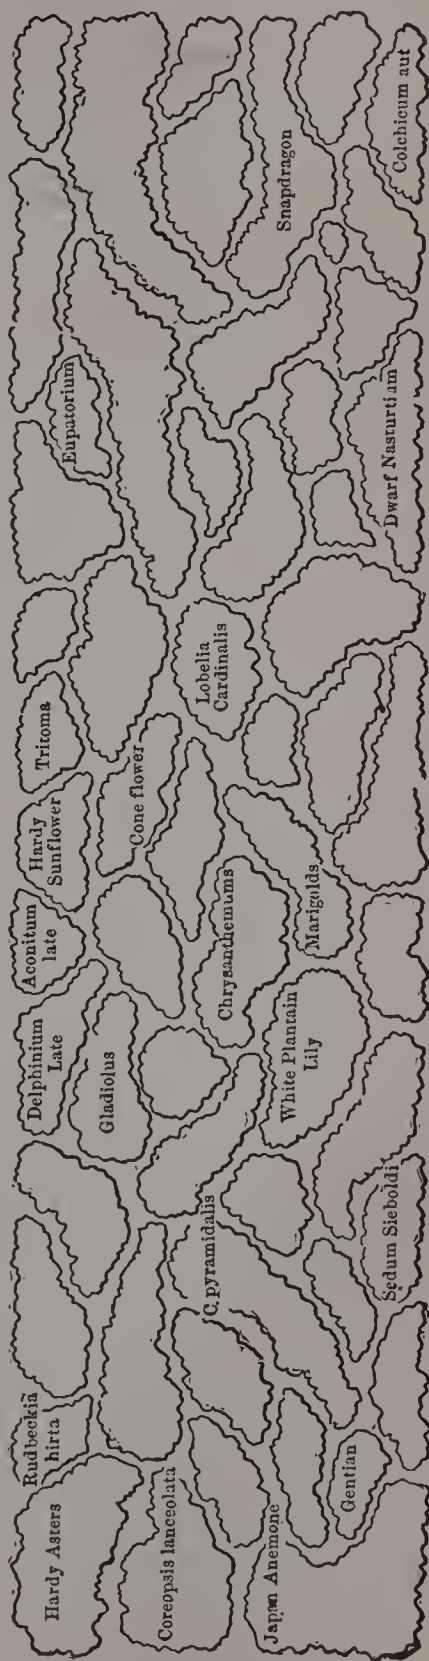 Hardy Asters
Rudbeckia
hirta
Delphinium
Late
Aconitum
late
Hardy
Sunflower
Tritoma
Eupatorium
Coreopsis lanceolata
Gladiolus
Cone flower
C. pyramidalis
Chrysanthemums
Lobelia
Cardinalis
Japan Anemone
White Plantain
Lily
Marigolds
Snapdragon
Gentian
Sedum Sieboldi
Dwarf Nasturtium
Colchicum aut